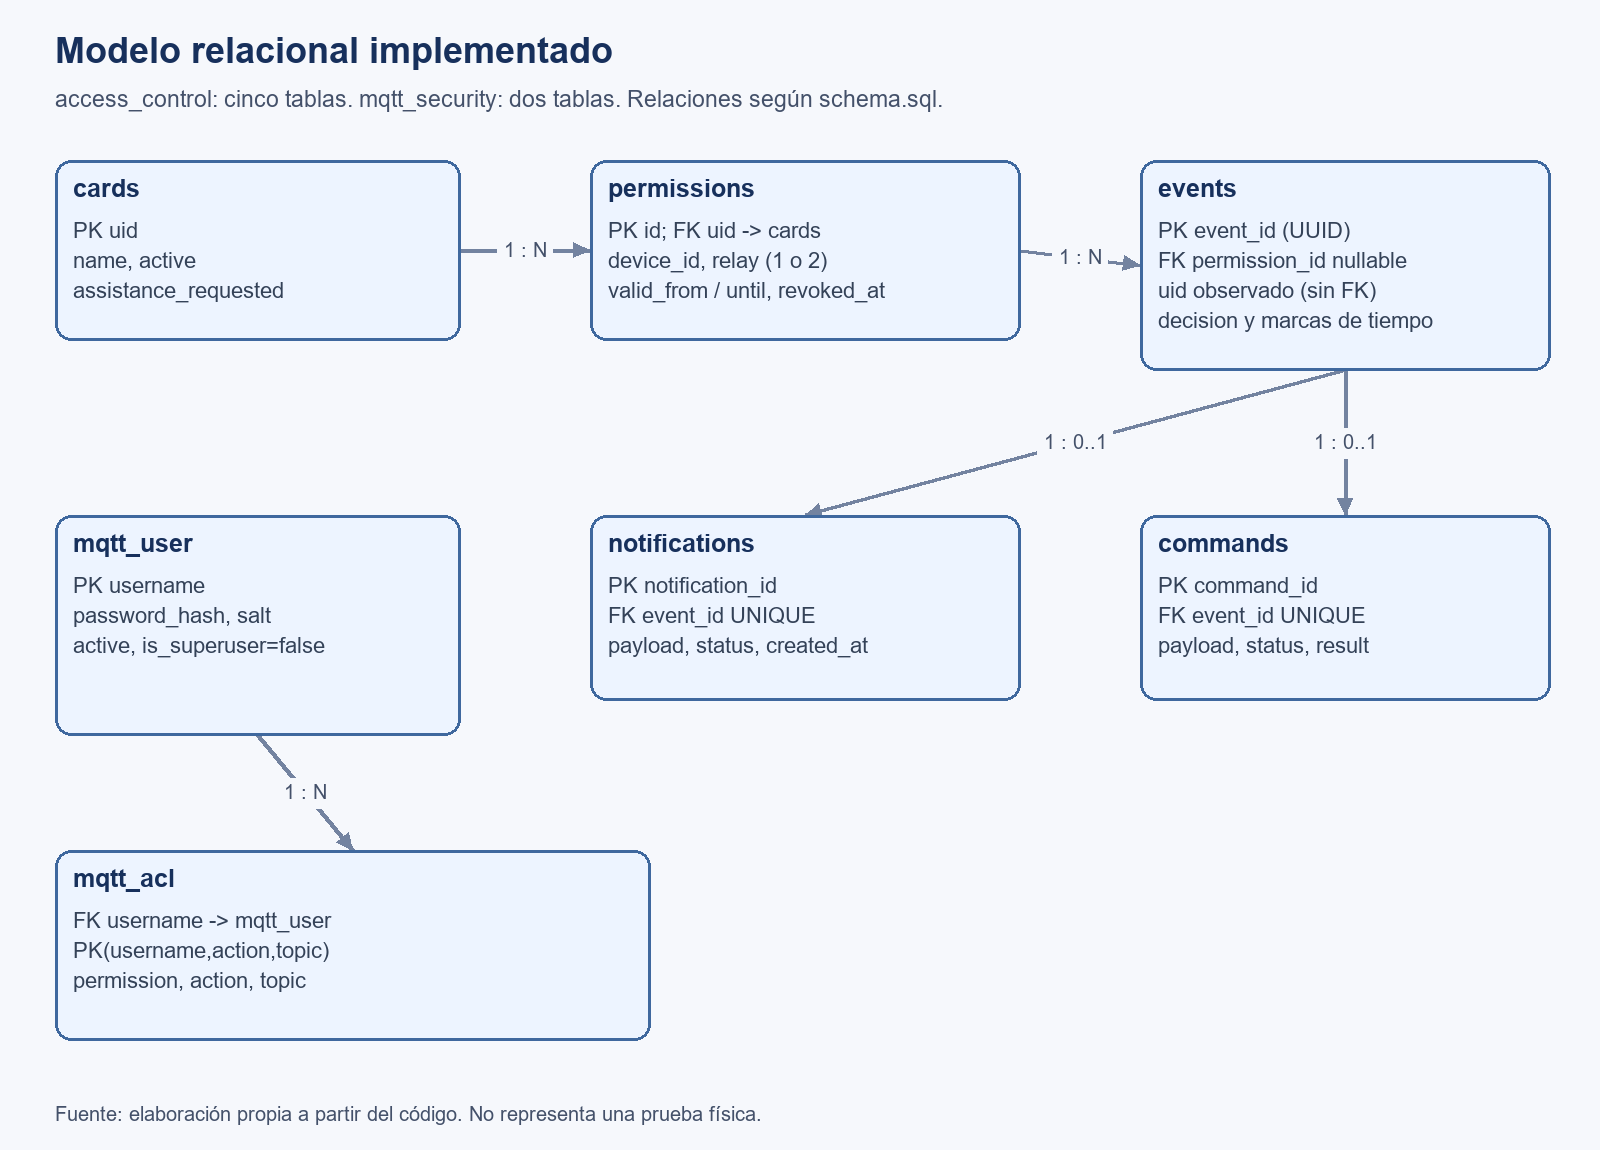 Modelo relacional implementado
access_control: cinco tablas. mqtt_security: dos tablas. Relaciones según schema.sql.
cards
PK uid
name, active
assistance_requested
1 : N
permissions
PK id; FK uid -> cards
device_id, relay (1 o 2)
valid_from / until, revoked_at
1 : N
events
PK event_id (UUID)
FK permission_id nullable
uid observado (sin FK)
decision y marcas de tiempo
1 : 0..1
1 : 0..1
mqtt_user
PK username
password_hash, salt
active, is_superuser=false
notifications
PK notification_id
FK event_id UNIQUE
payload, status, created_at
commands
PK command_id
FK event_id UNIQUE
payload, status, result
1 : N
mqtt_acl
FK username -> mqtt_user
PK(username,action,topic)
permission, action, topic
Fuente: elaboración propia a partir del código. No representa una prueba física.